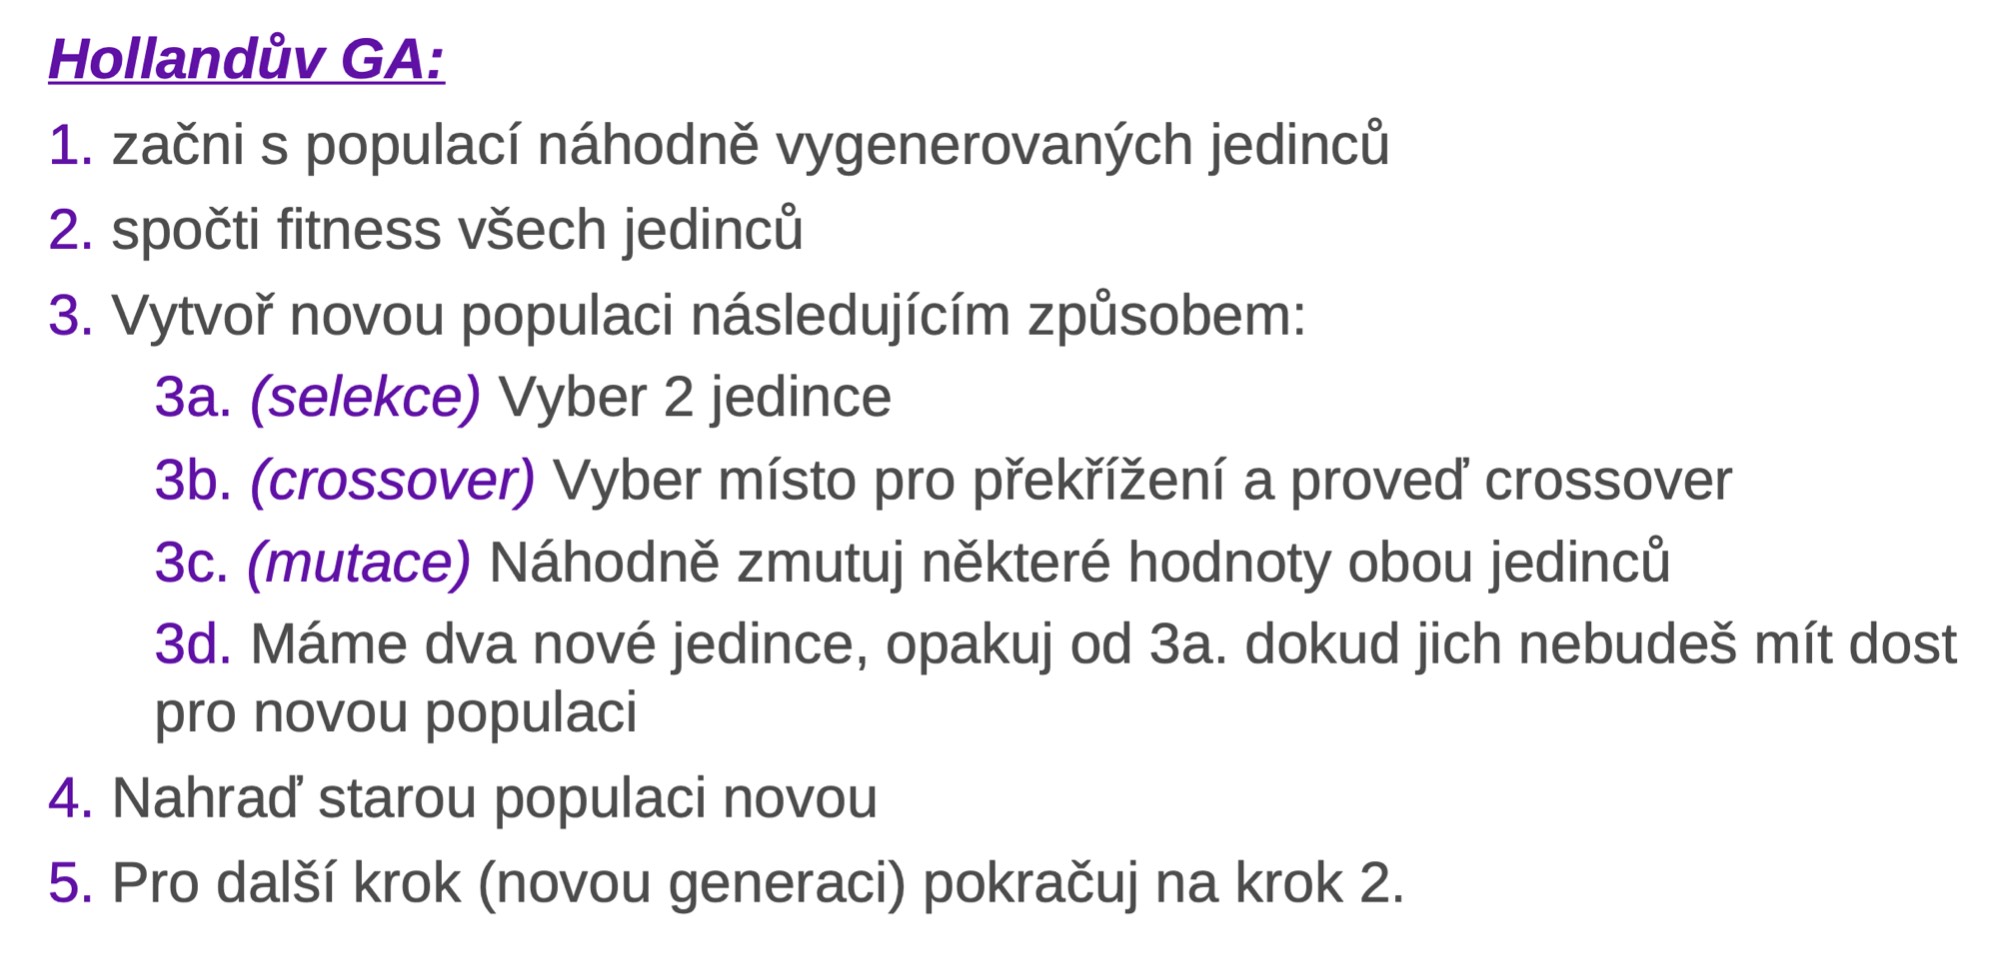 Hollandův GA:
1. začni s populací náhodně vygenerovaných jedinců
2. spočti fitness všech jedinců
3. Vytvoř novou populaci následujícím způsobem:
3a. (selekce) Vyber 2 jedince
3b. (crossover) Vyber místo pro překřížení a proveď crossover
3c. (mutace) Náhodně zmutuj některé hodnoty obou jedinců
3d. Máme dva nové jedince, opakuj od 3a. dokud jich nebudeš mít dost
pro novou populaci
4. Nahraď starou populaci novou
5. Pro další krok (novou generaci) pokračuj na krok 2.